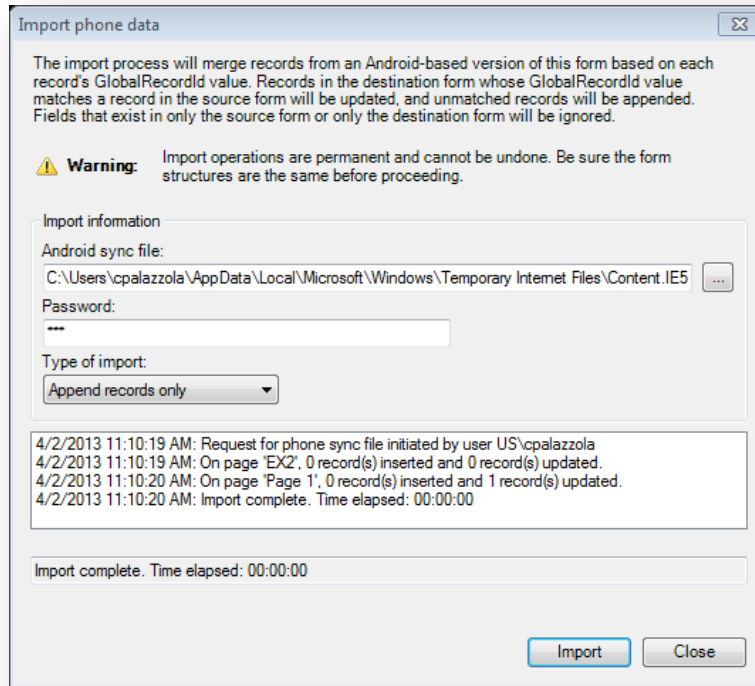 Import phone data
The import process will merge records from an Android-based version of this form based on each
record's GlobalRecordId value. Records in the destination form whose GlobalRecordId value
matches a record in the source form will be updated, and unmatched records will be appended.
Fields that exist in only the source form or only the destination form will be ignored.
Warning: Import operations are permanent and cannot be undone. Be sure the form
structures are the same before proceeding.
Import information
Android sync file:
C:\Users\cpalazzola\AppData\Local\Microsoft\Windows\Temporary Internet Files\Content.IE5
...
Password:
***
Type of import:
Append records only
4/2/2013 11:10:19 AM: Request for phone sync file initiated by user US\cpalazzola
4/2/2013 11:10:19 AM: On page 'EX2', 0 record(s) inserted and 0 record(s) updated.
4/2/2013 11:10:20 AM: On page 'Page 1', 0 record(s) inserted and 1 record(s) updated.
4/2/2013 11:10:20 AM: Import complete. Time elapsed: 00:00:00
Import complete. Time elapsed: 00:00:00
Import Close